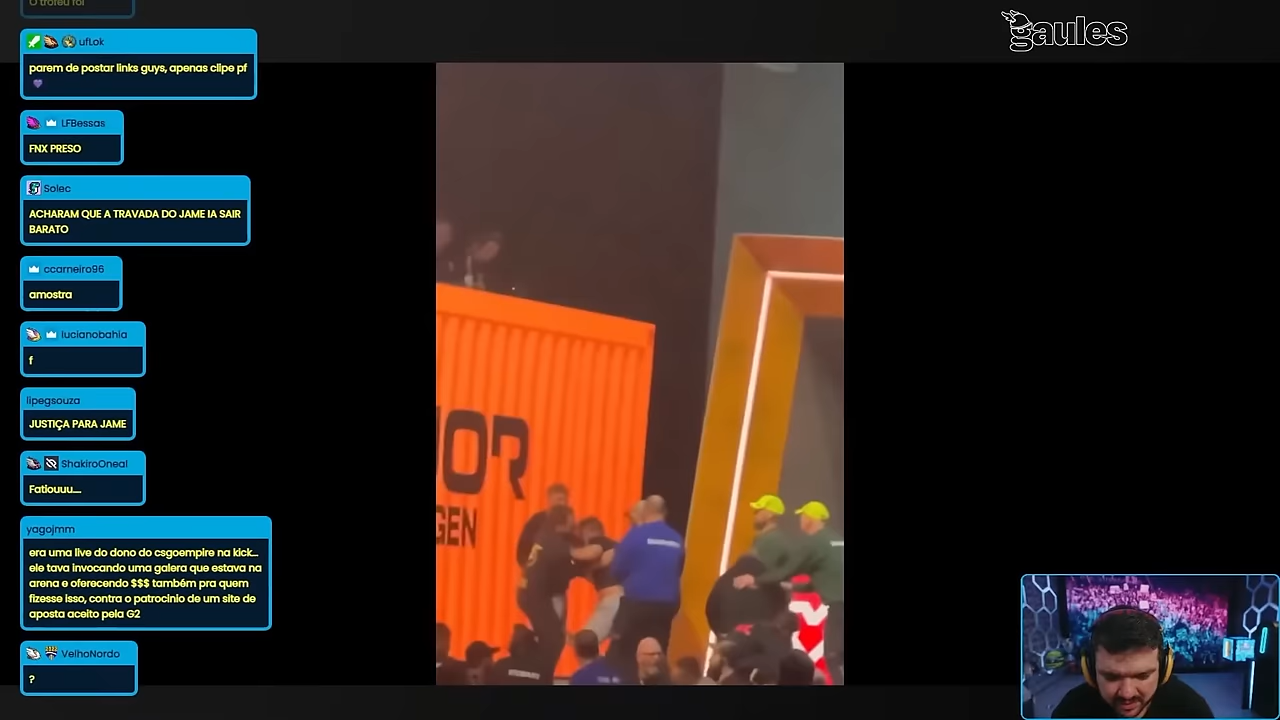 O troféu foi
gaules
ufLok
parem de postar links guys, apenas clipe pf
LFBessas
FNX PRESO
Solec
ACHARAM QUE A TRAVADA DO JAME IA SAIR
BARATO
ccarneiro96
amostra
lucianobahia
f
lipegsouza
JUSTIÇA PARA JAME
ShakiroOneal
Fatiouuu....
yagojmm
era uma live do dono do csgoempire na kick...
ele tava invocando uma galera que estava na
arena e oferecendo $$$ também pra quem
fizesse isso, contra o patrocinio de um site de
aposta aceito pela G2
VelhoNordo
?
OR
GEN